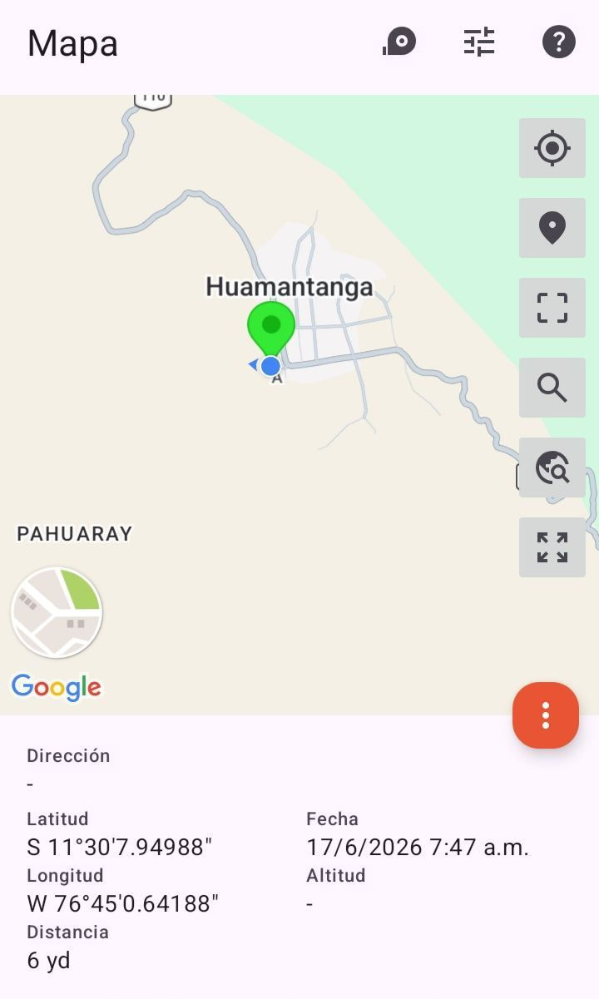 Mapa
110
Huamantanga
A
PAHUARAY
Google
Dirección
-
Latitud
S 11°30'7.94988"
Fecha
17/6/2026 7:47 a.m.
Longitud
W 76°45'0.64188"
Altitud
-
Distancia
6 yd